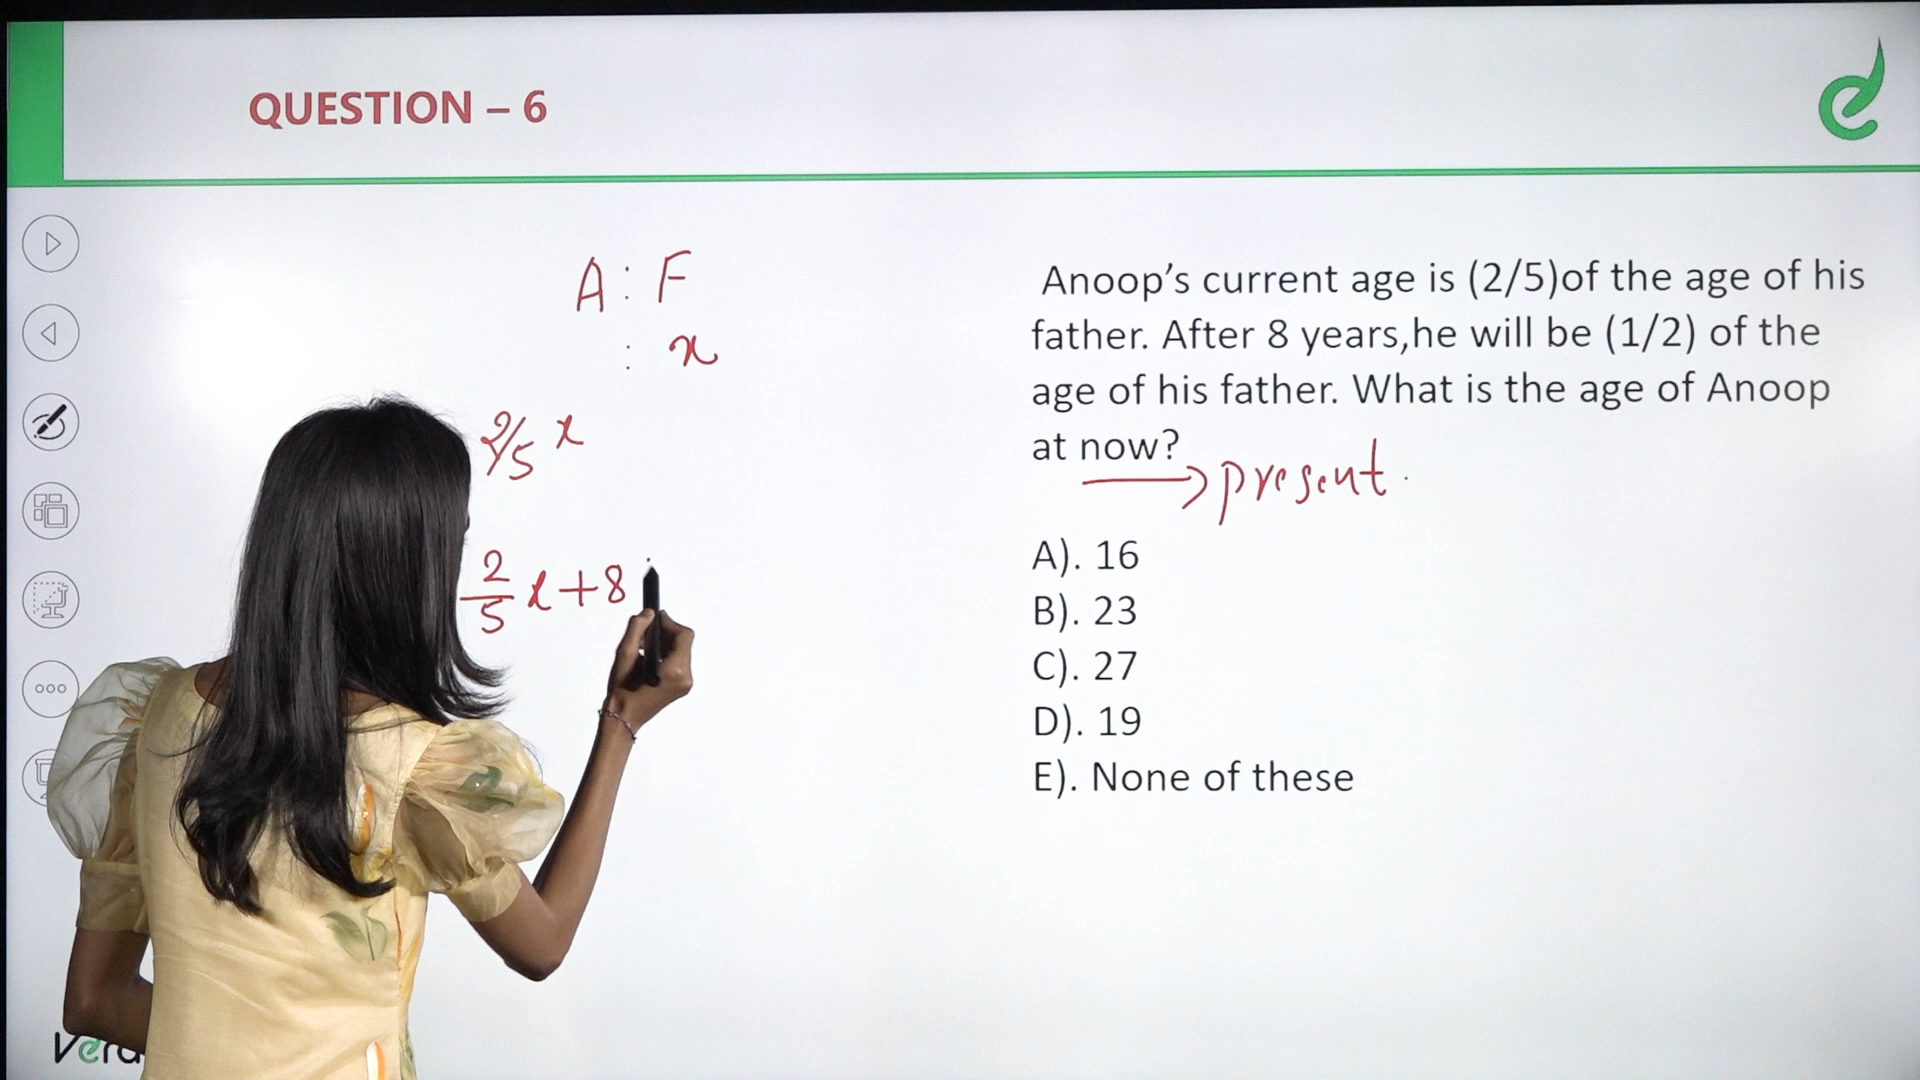 QUESTION – 6
A : F
: x
2/5 x
2/5 x+8
Anoop’s current age is (2/5)of the age of his
father. After 8 years,he will be (1/2) of the
age of his father. What is the age of Anoop
at now?
→ present.
A). 16
B). 23
C). 27
D). 19
E). None of these